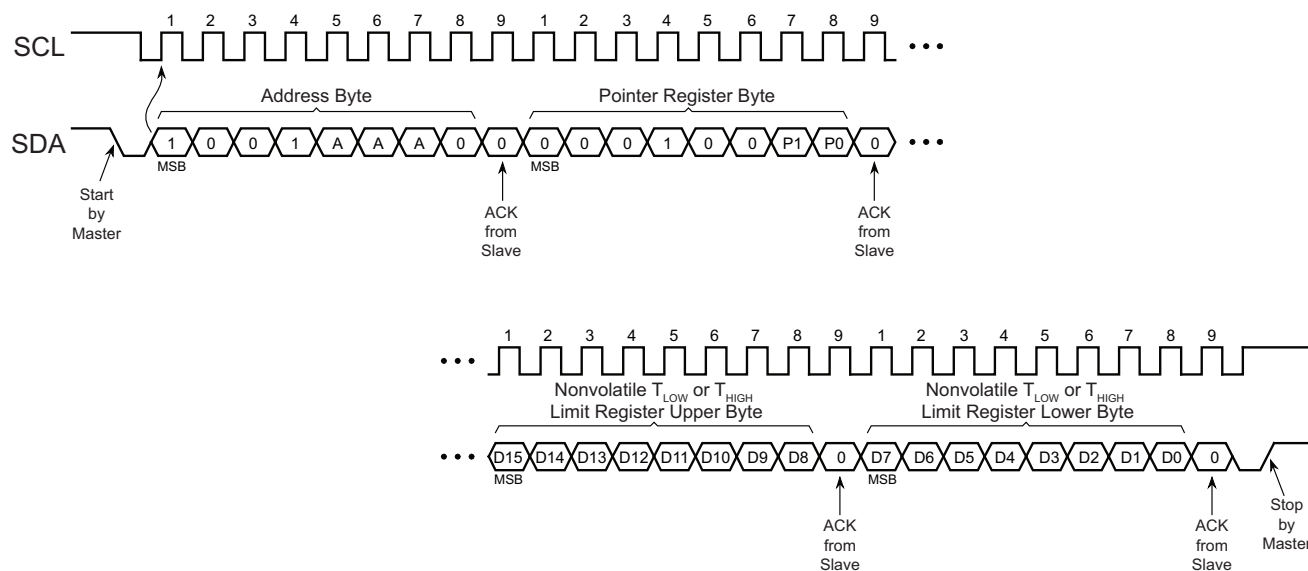 1 2 3 4 5 6 7 8 9 1 2 3 4 5 6 7 8 9
SCL
Address Byte Pointer Register Byte
SDA 1 0 0 1 A A A 0 0 0 0 0 1 0 0 P1 P0 0
MSB MSB
Start
by
Master
ACK
from
Slave
ACK
from
Slave
1 2 3 4 5 6 7 8 9 1 2 3 4 5 6 7 8 9
Nonvolatile TLOW or THIGH
Limit Register Upper Byte
Nonvolatile TLOW or THIGH
Limit Register Lower Byte
D15 D14 D13 D12 D11 D10 D9 D8 0 D7 D6 D5 D4 D3 D2 D1 D0 0
MSB MSB
ACK
from
Slave
ACK
from
Slave
Stop
by
Master